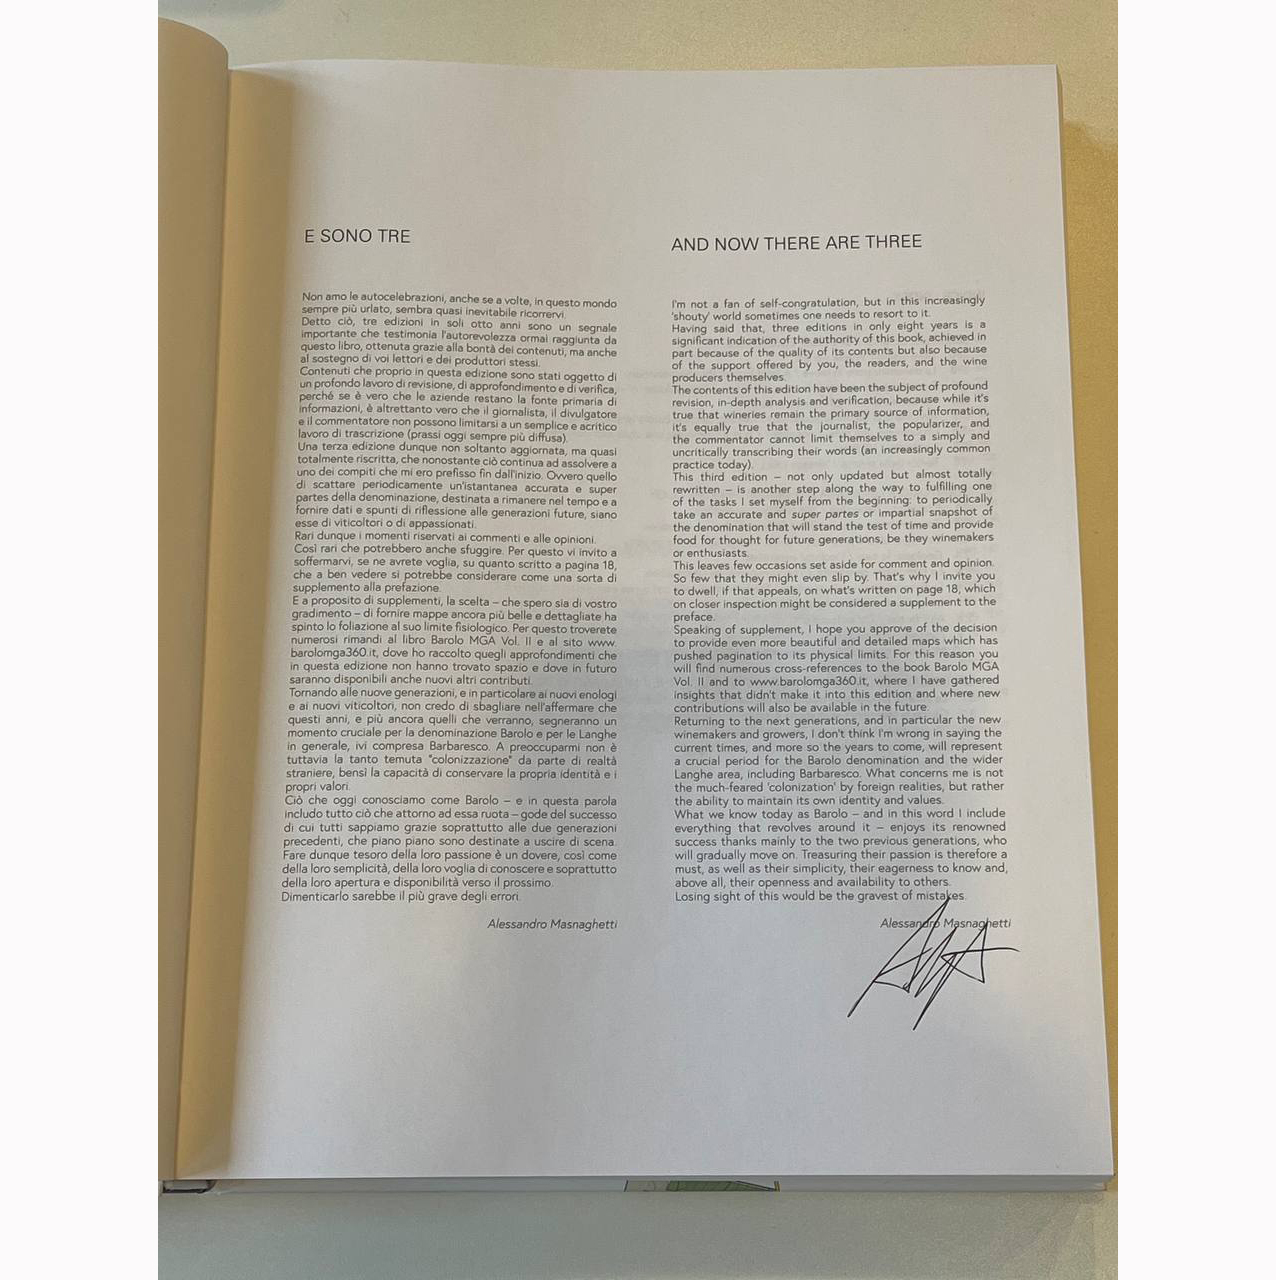 E SONO TRE
Non amo le autocelebrazioni, anche se a volte, in questo mondo
sempre più urlato, sembra quasi inevitabile ricorrervi.
Detto ciò, tre edizioni in soli otto anni sono un segnale
importante che testimonia l'autorevolezza ormai raggiunta da
questo libro, ottenuta grazie alla bontà dei contenuti, ma anche
al sostegno di voi lettori e dei produttori stessi.
Contenuti che proprio in questa edizione sono stati oggetto di
un profondo lavoro di revisione, di approfondimento e di verifica,
perché se è vero che le aziende restano la fonte primaria di
informazioni, è altrettanto vero che il giornalista, il divulgatore
e il commentatore non possono limitarsi a un semplice e acritico
lavoro di trascrizione (prassi oggi sempre più diffusa).
Una terza edizione dunque non soltanto aggiornata, ma quasi
totalmente riscritta, che nonostante ciò continua ad assolvere a
uno dei compiti che mi ero prefisso fin dall'inizio. Ovvero quello
di scattare periodicamente un'istantanea accurata e super
partes della denominazione, destinata a rimanere nel tempo e a
fornire dati e spunti di riflessione alle generazioni future, siano
esse di viticoltori o di appassionati.
Rari dunque i momenti riservati ai commenti e alle opinioni.
Così rari che potrebbero anche sfuggire. Per questo vi invito a
soffermarvi, se ne avrete voglia, su quanto scritto a pagina 18,
che a ben vedere si potrebbe considerare come una sorta di
supplemento alla prefazione.
E a proposito di supplementi, la scelta – che spero sia di vostro
gradimento – di fornire mappe ancora più belle e dettagliate ha
spinto lo foliazione al suo limite fisiologico. Per questo troverete
numerosi rimandi al libro Barolo MGA Vol. II e al sito www.
barolomga360.it, dove ho raccolto quegli approfondimenti che
in questa edizione non hanno trovato spazio e dove in futuro
saranno disponibili anche nuovi altri contributi.
Tornando alle nuove generazioni, e in particolare ai nuovi enologi
e ai nuovi viticoltori, non credo di sbagliare nell'affermare che
questi anni, e più ancora quelli che verranno, segneranno un
momento cruciale per la denominazione Barolo e per le Langhe
in generale, ivi compresa Barbaresco. A preoccuparmi non è
tuttavia la tanto temuta "colonizzazione" da parte di realtà
straniere, bensì la capacità di conservare la propria identità e i
propri valori.
Ciò che oggi conosciamo come Barolo – e in questa parola
includo tutto ciò che attorno ad essa ruota – gode del successo
di cui tutti sappiamo grazie soprattutto alle due generazioni
precedenti, che piano piano sono destinate a uscire di scena.
Fare dunque tesoro della loro passione è un dovere, così come
della loro semplicità, della loro voglia di conoscere e soprattutto
della loro apertura e disponibilità verso il prossimo.
Dimenticarlo sarebbe il più grave degli errori.
Alessandro Masnaghetti
AND NOW THERE ARE THREE
I'm not a fan of self-congratulation, but in this increasingly
'shouty' world sometimes one needs to resort to it.
Having said that, three editions in only eight years is a
significant indication of the authority of this book, achieved in
part because of the quality of its contents but also because
of the support offered by you, the readers, and the wine
producers themselves.
The contents of this edition have been the subject of profound
revision, in-depth analysis and verification, because while it's
true that wineries remain the primary source of information,
it's equally true that the journalist, the popularizer, and
the commentator cannot limit themselves to a simply and
uncritically transcribing their words (an increasingly common
practice today).
This third edition – not only updated but almost totally
rewritten – is another step along the way to fulfilling one
of the tasks I set myself from the beginning: to periodically
take an accurate and super partes or impartial snapshot of
the denomination that will stand the test of time and provide
food for thought for future generations, be they winemakers
or enthusiasts.
This leaves few occasions set aside for comment and opinion.
So few that they might even slip by. That's why I invite you
to dwell, if that appeals, on what's written on page 18, which
on closer inspection might be considered a supplement to the
preface.
Speaking of supplement, I hope you approve of the decision
to provide even more beautiful and detailed maps which has
pushed pagination to its physical limits. For this reason you
will find numerous cross-references to the book Barolo MGA
Vol. II and to www.barolomga360.it, where I have gathered
insights that didn't make it into this edition and where new
contributions will also be available in the future.
Returning to the next generations, and in particular the new
winemakers and growers, I don't think I'm wrong in saying the
current times, and more so the years to come, will represent
a crucial period for the Barolo denomination and the wider
Langhe area, including Barbaresco. What concerns me is not
the much-feared 'colonization' by foreign realities, but rather
the ability to maintain its own identity and values.
What we know today as Barolo – and in this word I include
everything that revolves around it – enjoys its renowned
success thanks mainly to the two previous generations, who
will gradually move on. Treasuring their passion is therefore a
must, as well as their simplicity, their eagerness to know and,
above all, their openness and availability to others.
Losing sight of this would be the gravest of mistakes.
Alessandro Masnaghetti